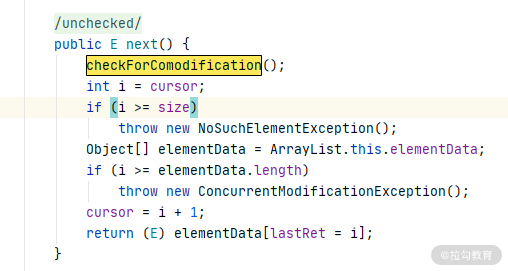 /unchecked/
public E next() {
checkForComodification();
int i = cursor;
if (i >= size)
throw new NoSuchElementException();
Object[] elementData = ArrayList.this.elementData;
if (i >= elementData.length)
throw new ConcurrentModificationException();
cursor = i + 1;
return (E) elementData[lastRet = i];
}
@拉勾教育